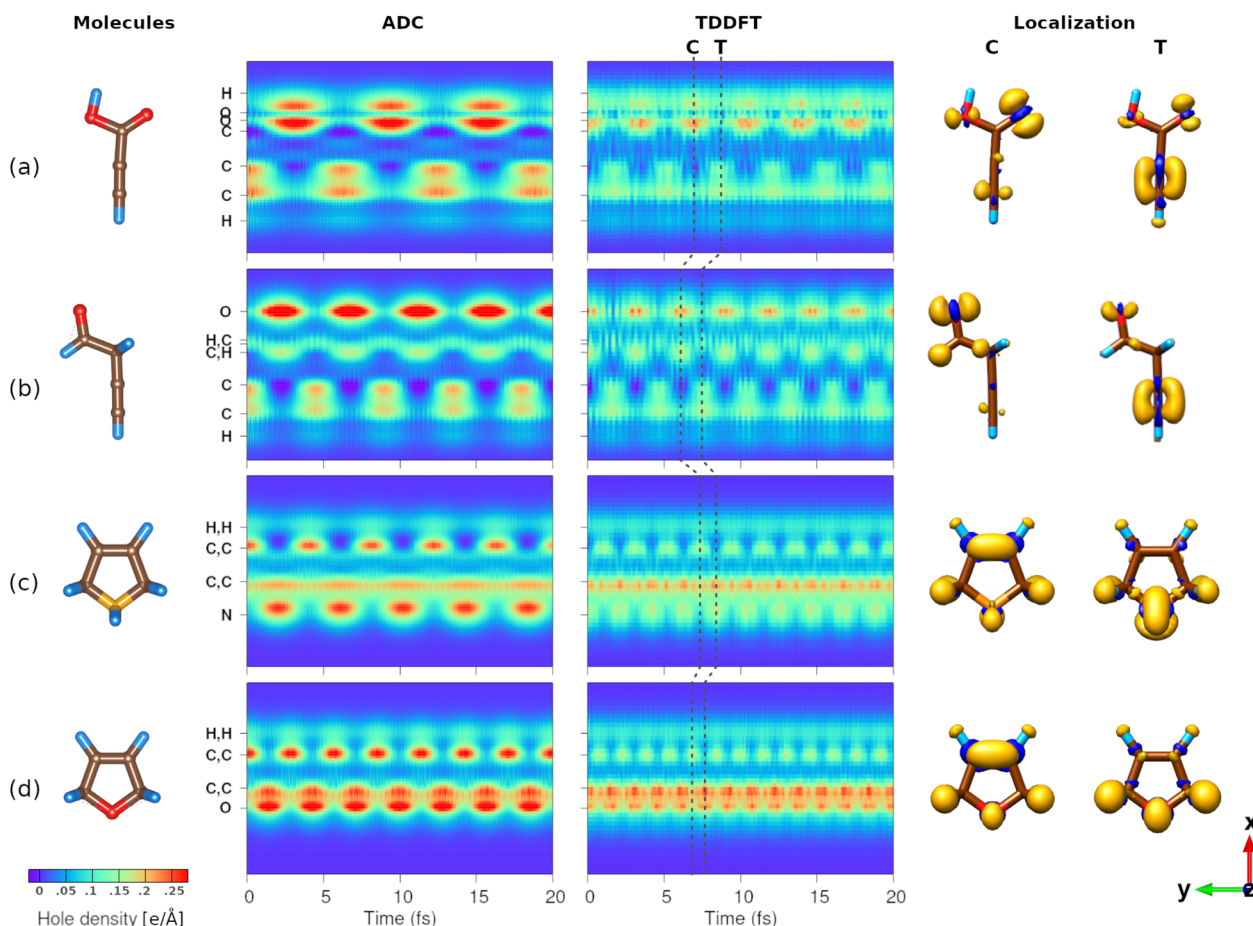 Molecules ADC TDDFT Localization
C T C T
H
O
O
C
(a)
C
C
H
O
H,C
C,H
(b)
C
C
H
H,H
C,C
(c)
C,C
N
H,H
C,C
(d)
C,C
O
x
y z
0 .05 .1 .15 .2 .25
Hole density [e/Å]
0 5 10 15 20
Time (fs)
0 5 10 15 20
Time (fs)